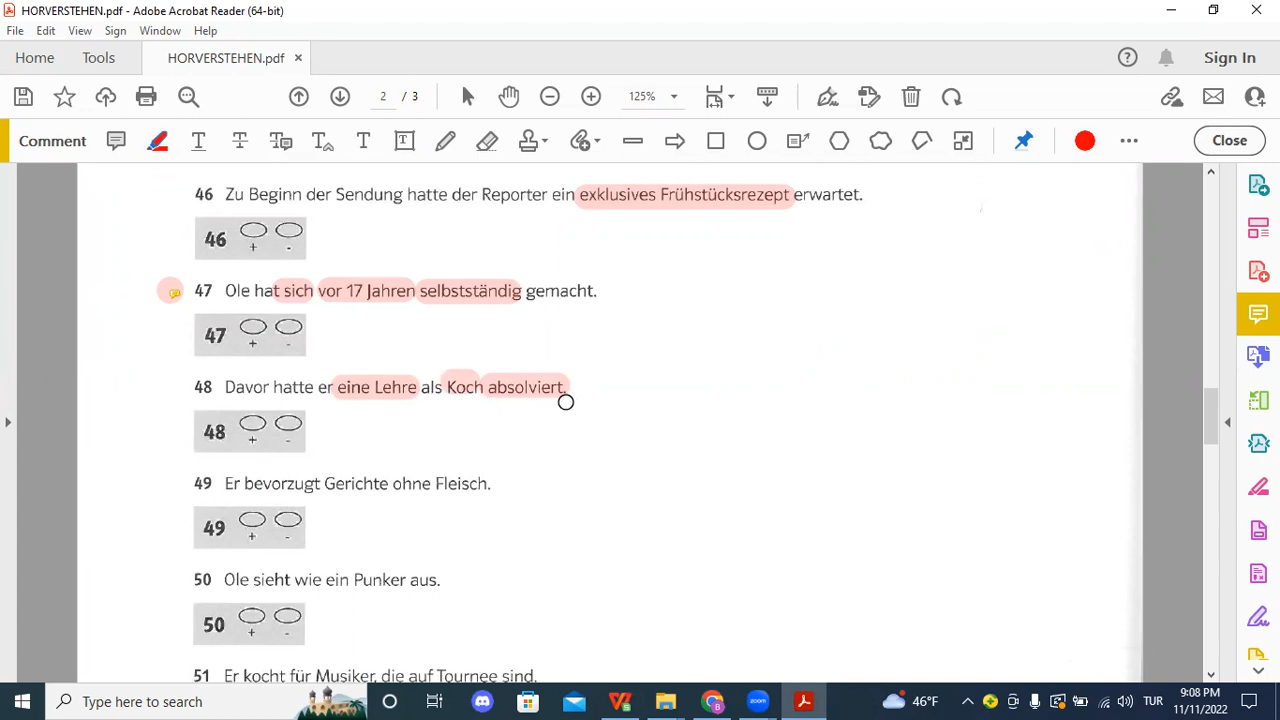 HORVERSTEHEN.pdf - Adobe Acrobat Reader (64-bit)
File Edit View Sign Window Help
Home Tools HORVERSTEHEN.pdf × Sign In
2 / 3 125%
Comment Close
46 Zu Beginn der Sendung hatte der Reporter ein exklusives Frühstücksrezept erwartet.
46 + -
47 Ole hat sich vor 17 Jahren selbstständig gemacht.
47 + -
48 Davor hatte er eine Lehre als Koch absolviert.
48 + -
49 Er bevorzugt Gerichte ohne Fleisch.
49 + -
50 Ole sieht wie ein Punker aus.
50 + -
51 Er kocht für Musiker, die auf Tournee sind.
Type here to search 46°F TUR 9:08 PM
11/11/2022